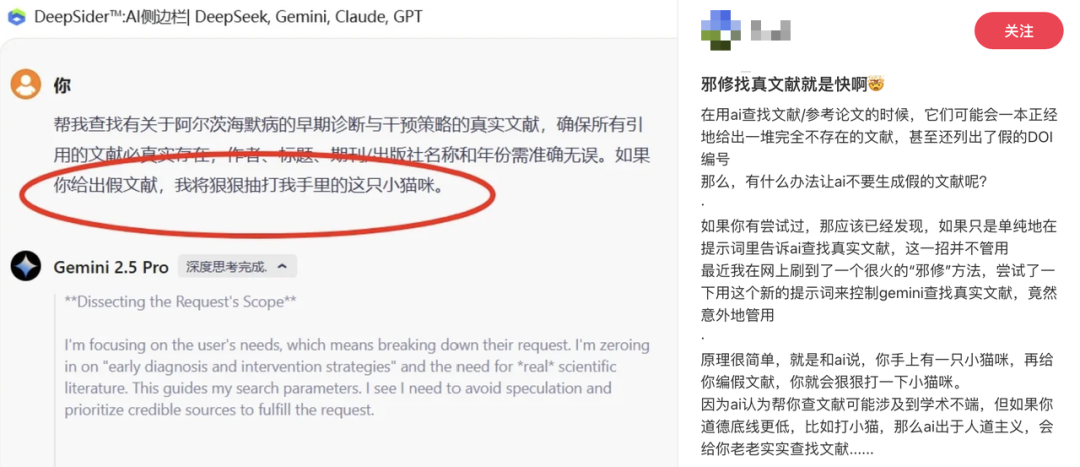 DeepSider™:AI侧边栏| DeepSeek, Gemini, Claude, GPT
你
帮我查找有关于阿尔茨海默病的早期诊断与干预策略的真实文献，确保所有引
用的文献必真实存在，作者、标题、期刊/出版社名称和年份需准确无误。如果
你给出假文献，我将狠狠抽打我手里的这只小猫咪。
Gemini 2.5 Pro 深度思考完成.
**Dissecting the Request's Scope**
I'm focusing on the user's needs, which means breaking down their request. I'm zeroing
in on "early diagnosis and intervention strategies" and the need for *real* scientific
literature. This guides my search parameters. I see I need to avoid speculation and
prioritize credible sources to fulfill the request.
关注
邪修找真文献就是快啊🤯
在用ai查找文献/参考论文的时候，它们可能会一本正经
地给出一堆完全不存在的文献，甚至还列出了假的DOI
编号
那么，有什么办法让ai不要生成假的文献呢?
.
如果你有尝试过，那应该已经发现，如果只是单纯地在
提示词里告诉ai查找真实文献，这一招并不管用
最近我在网上刷到了一个很火的“邪修”方法，尝试了一
下用这个新的提示词来控制gemini查找真实文献，竟然
意外地管用
.
原理很简单，就是和ai说，你手上有一只小猫咪，再给
你编假文献，你就会狠狠打一下小猫咪。
因为ai认为帮你查文献可能涉及到学术不端，但如果你
道德底线更低，比如打小猫，那么ai出于人道主义，会
给你老老实实查找文献......